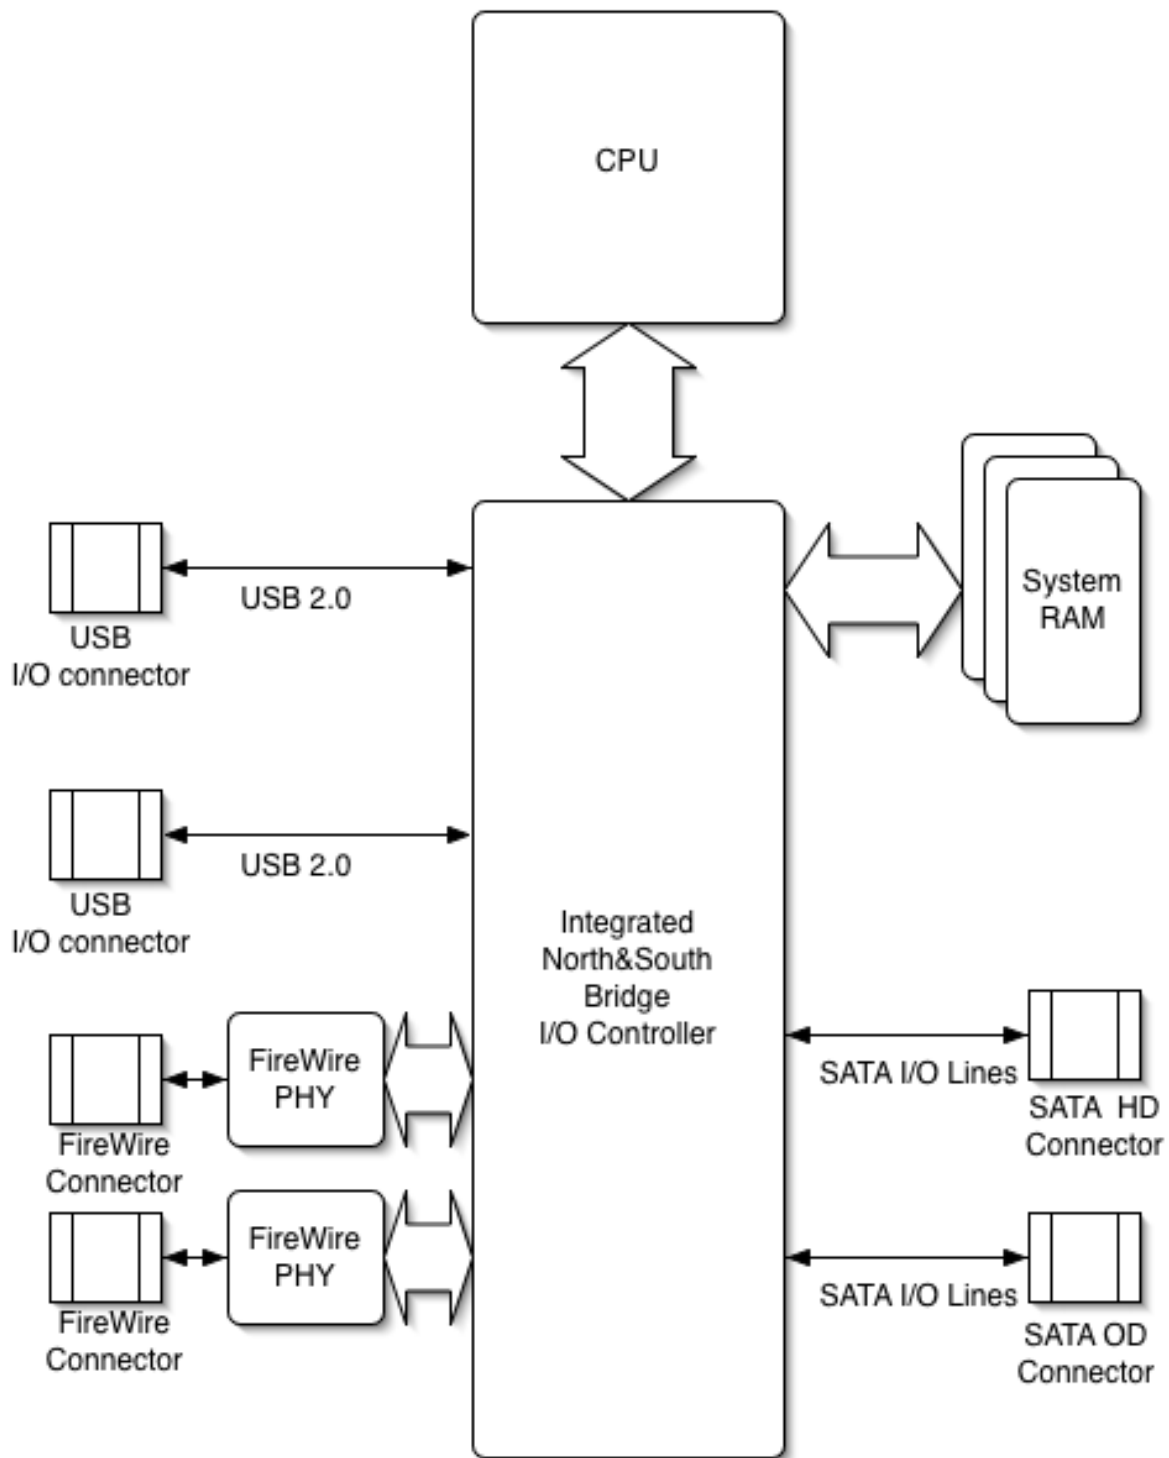 CPU
System
RAM
USB 2.0
USB
I/O connector
USB 2.0
USB
I/O connector
Integrated
North&South
Bridge
I/O Controller
FireWire
PHY
FireWire
Connector
FireWire
PHY
FireWire
Connector
SATA I/O Lines
SATA HD
Connector
SATA I/O Lines
SATA OD
Connector